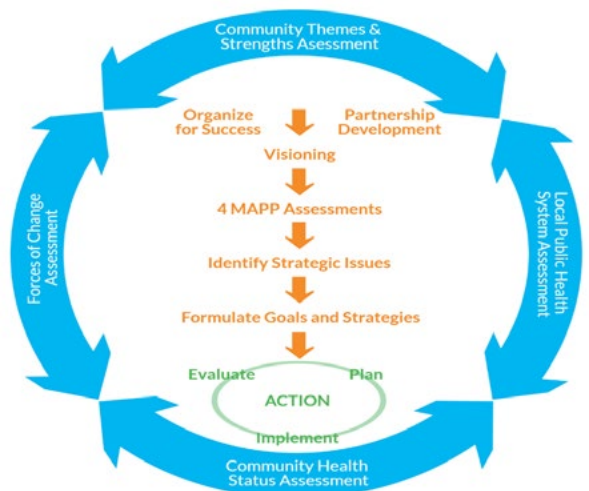 Community Themes &
Strengths Asessment
Organize
for Success
Partnership
Development
Visioning
4 MAPP Assessments
Identify Strategic Issues
Formulate Goals and Strategies
Evaluate
Plan
ACTION
Implement
Forces of Change
Assessment
Local Public Health
System Assessment
Community Health
Status Assessment